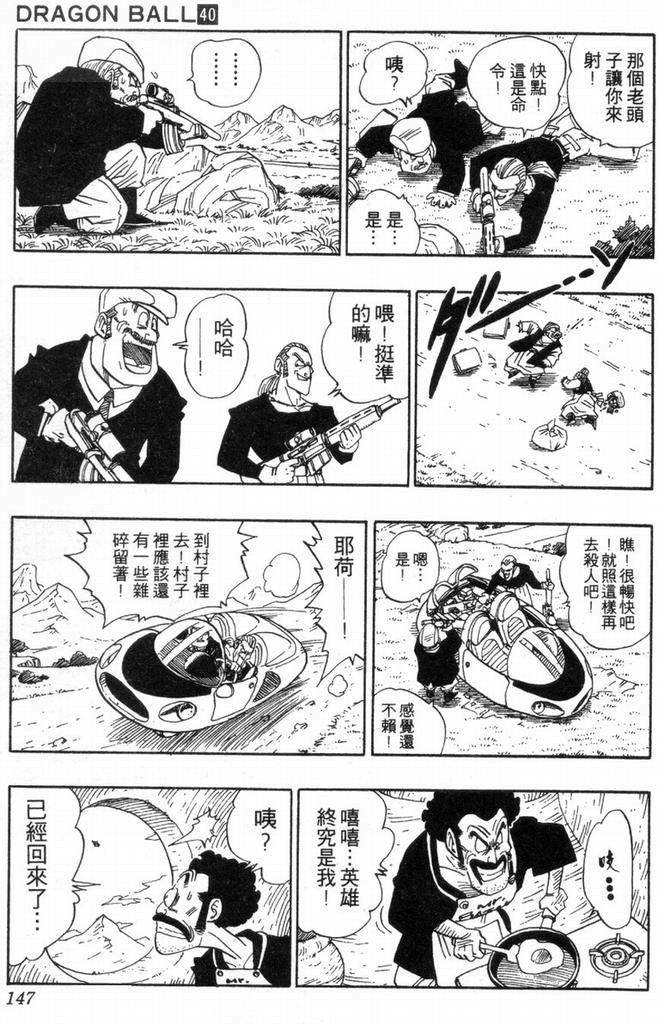 DRAGON BALL 40
那個老頭
子讓你來
射！
快點！
這是命
令！
咦？
是…
是…
……
……
ダーーッ
喂！挺準
的嘛！
哈哈
——！
瞧！很暢快吧
！就照這樣再
去殺人吧！
嗯…
是！
感覺還
不賴！
耶荷——！
到村子裡
去！村子
裡應該還
有一些雜
碎留著！
嘻嘻…英雄
終究是我！
咦？
已經回來了…
147